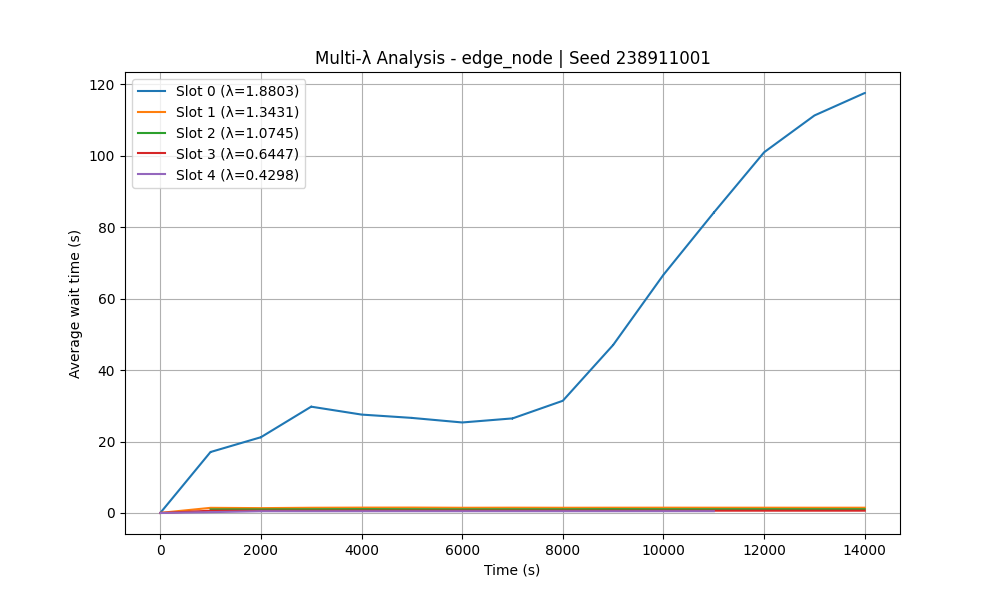 Multi-λ Analysis - edge_node | Seed 238911001
Slot 0 (λ=1.8803)
Slot 1 (λ=1.3431)
Slot 2 (λ=1.0745)
Slot 3 (λ=0.6447)
Slot 4 (λ=0.4298)
Average wait time (s)
120
100
80
60
40
20
0
0 2000 4000 6000 8000 10000 12000 14000
Time (s)